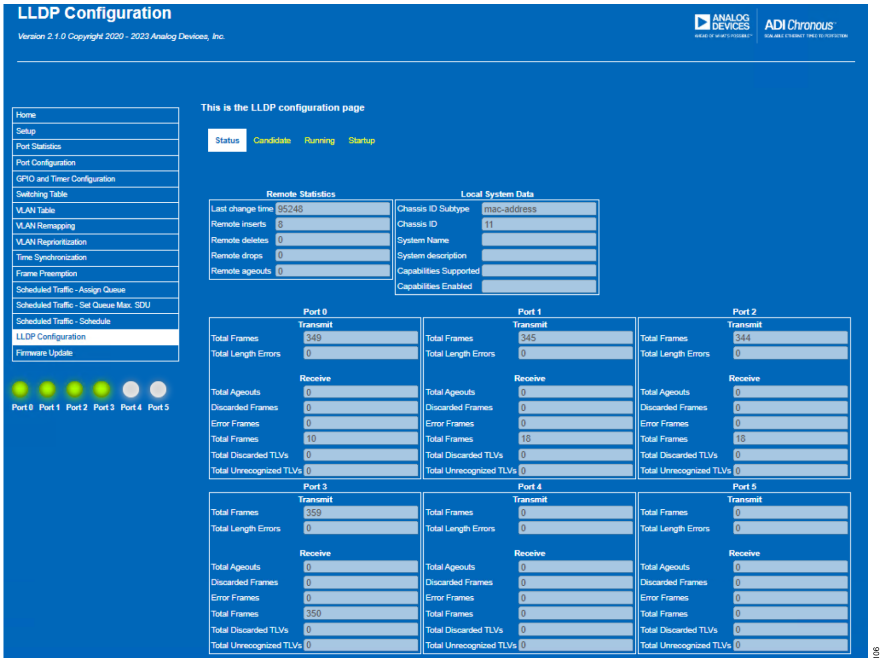 LLDP Configuration
Version 2.1.0 Copyright 2020 - 2023 Analog Devices, Inc.
ANALOG
DEVICES
AHEAD OF WHAT'S POSSIBLE™
ADI Chronous™
SCALABLE ETHERNET TIMED TO PERFECTION
Home
Setup
Port Statistics
Port Configuration
GPIO and Timer Configuration
Switching Table
VLAN Table
VLAN Remapping
VLAN Reprioritization
Time Synchronization
Frame Preemption
Scheduled Traffic - Assign Queue
Scheduled Traffic - Set Queue Max. SDU
Scheduled Traffic - Schedule
LLDP Configuration
Firmware Update
Port 0 Port 1 Port 2 Port 3 Port 4 Port 5
This is the LLDP configuration page
Status Candidate Running Startup
Remote Statistics
Last change time 95248
Remote inserts 8
Remote deletes 0
Remote drops 0
Remote ageouts 0
Local System Data
Chassis ID Subtype mac-address
Chassis ID 11
System Name
System description
Capabilities Supported
Capabilities Enabled
Port 0
Transmit
Total Frames 349
Total Length Errors 0
Receive
Total Ageouts 0
Discarded Frames 0
Error Frames 0
Total Frames 10
Total Discarded TLVs 0
Total Unrecognized TLVs 0
Port 1
Transmit
Total Frames 345
Total Length Errors 0
Receive
Total Ageouts 0
Discarded Frames 0
Error Frames 0
Total Frames 18
Total Discarded TLVs 0
Total Unrecognized TLVs 0
Port 2
Transmit
Total Frames 344
Total Length Errors 0
Receive
Total Ageouts 0
Discarded Frames 0
Error Frames 0
Total Frames 18
Total Discarded TLVs 0
Total Unrecognized TLVs 0
Port 3
Transmit
Total Frames 359
Total Length Errors 0
Receive
Total Ageouts 0
Discarded Frames 0
Error Frames 0
Total Frames 350
Total Discarded TLVs 0
Total Unrecognized TLVs 0
Port 4
Transmit
Total Frames 0
Total Length Errors 0
Receive
Total Ageouts 0
Discarded Frames 0
Error Frames 0
Total Frames 0
Total Discarded TLVs 0
Total Unrecognized TLVs 0
Port 5
Transmit
Total Frames 0
Total Length Errors 0
Receive
Total Ageouts 0
Discarded Frames 0
Error Frames 0
Total Frames 0
Total Discarded TLVs 0
Total Unrecognized TLVs 0
106